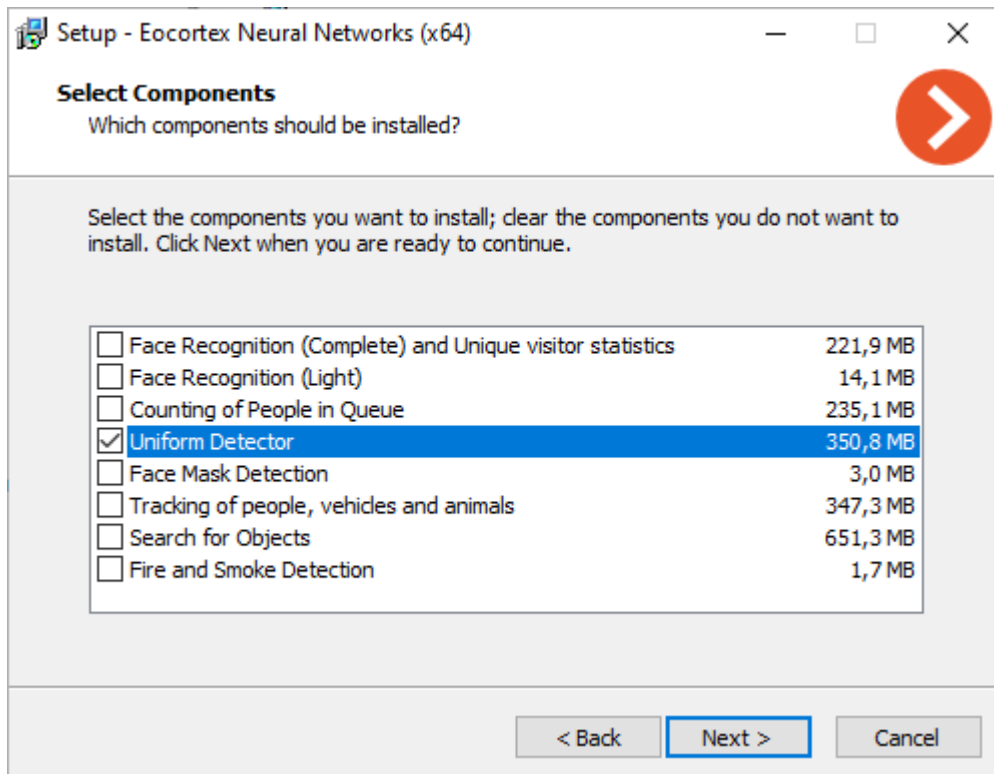 Setup - Eocortex Neural Networks (x64)
Select Components
Which components should be installed?
Select the components you want to install; clear the components you do not want to
install. Click Next when you are ready to continue.
Face Recognition (Complete) and Unique visitor statistics 221,9 MB
Face Recognition (Light) 14,1 MB
Counting of People in Queue 235,1 MB
Uniform Detector 350,8 MB
Face Mask Detection 3,0 MB
Tracking of people, vehicles and animals 347,3 MB
Search for Objects 651,3 MB
Fire and Smoke Detection 1,7 MB
< Back Next > Cancel